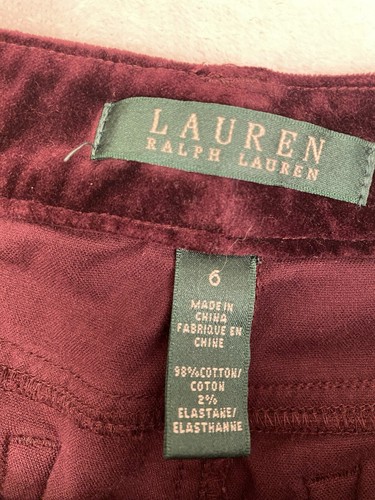 LAUREN
RALPH LAUREN
6
MADE IN
CHINA
FABRIQUE EN
CHINE
98%COTTON/
COTON
2%
ELASTANE/
ELASTHANNE